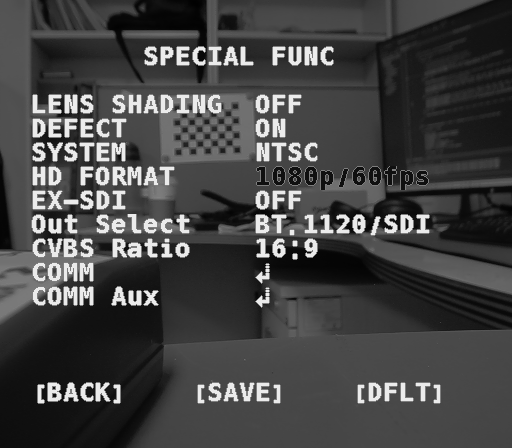 SPECIAL FUNC
LENS SHADING OFF
DEFECT ON
SYSTEM NTSC
HD FORMAT 1080p/60fps
EX-SDI OFF
Out Select BT.1120/SDI
CVBS Ratio 16:9
COMM ↲
COMM Aux ↲
[BACK] [SAVE] [DFLT]